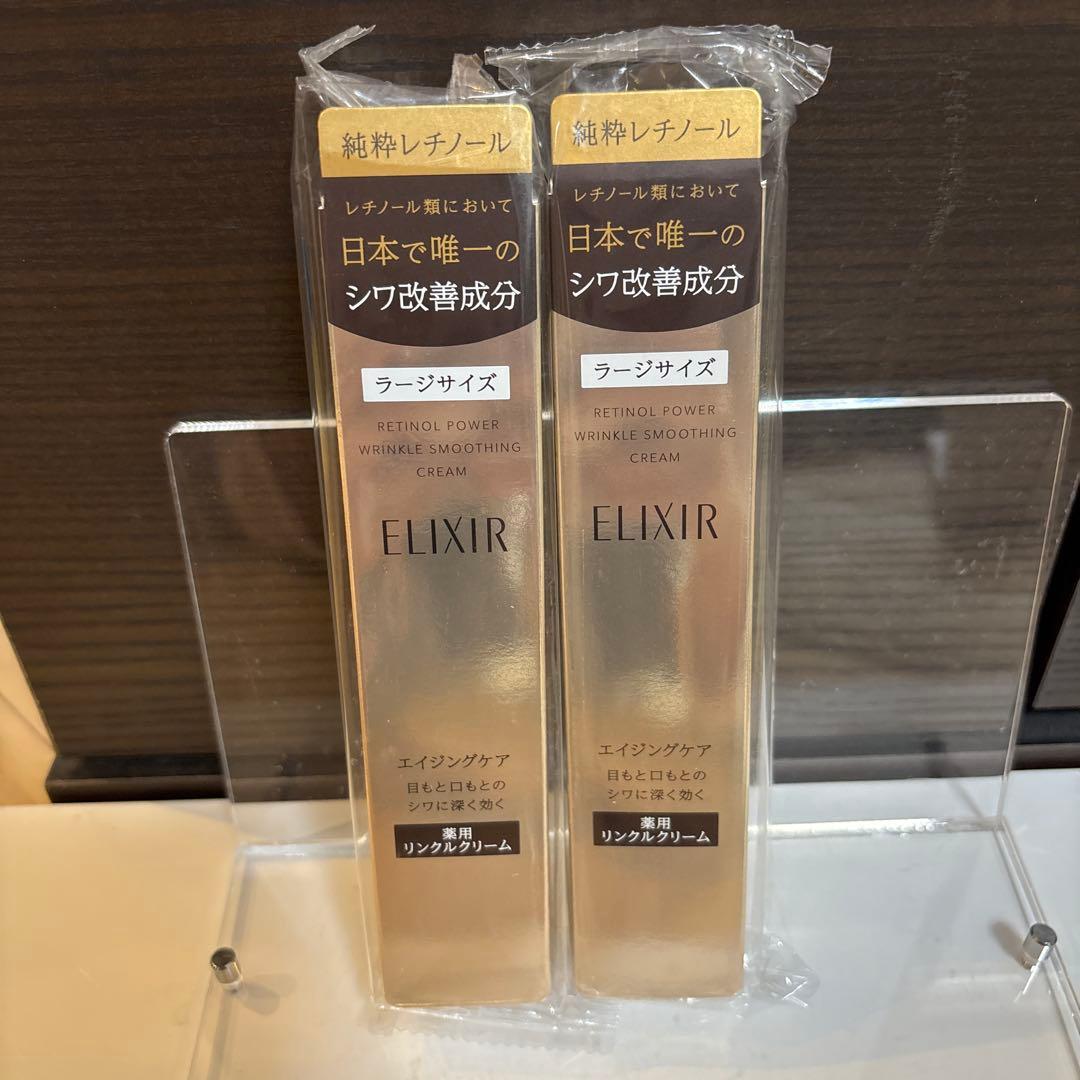 純粋レチノール
レチノール類において
日本で唯一の
シワ改善成分
ラージサイズ
RETINOL POWER
WRINKLE SMOOTHING
CREAM
ELIXIR
エイジングケア
目もと口もとの
シワに深く効く
薬用
リンクルクリーム
純粋レチノール
レチノール類において
日本で唯一の
シワ改善成分
ラージサイズ
RETINOL POWER
WRINKLE SMOOTHING
CREAM
ELIXIR
エイジングケア
目もと口もとの
シワに深く効く
薬用
リンクルクリーム